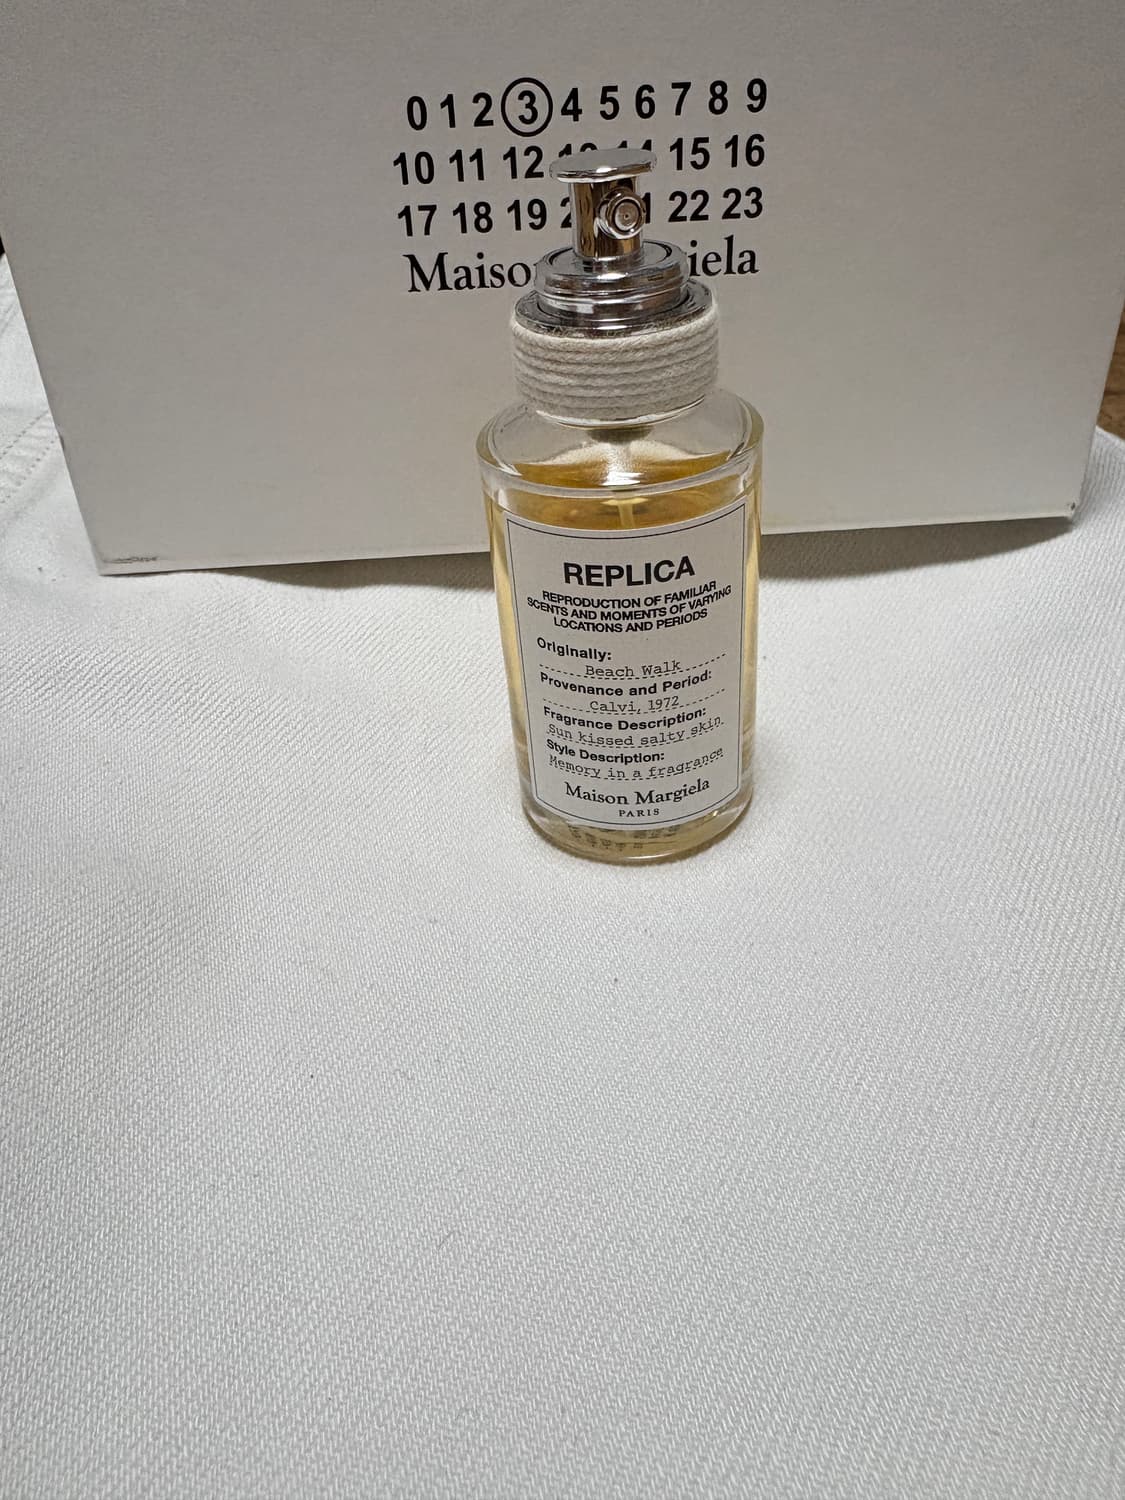 0 1 2 3 4 5 6 7 8 9
10 11 12 15 16
17 18 19 22 23
REPLICA
REPRODUCTION OF FAMILIAR
SCENTS AND MOMENTS OF VARYING
LOCATIONS AND PERIODS
Originally:
Beach Walk
Provenance and Period:
Calvi, 1972
Fragrance Description:
Sun kissed salty skin
Style Description:
Memory in a fragrance
Maison Margiela
PARIS